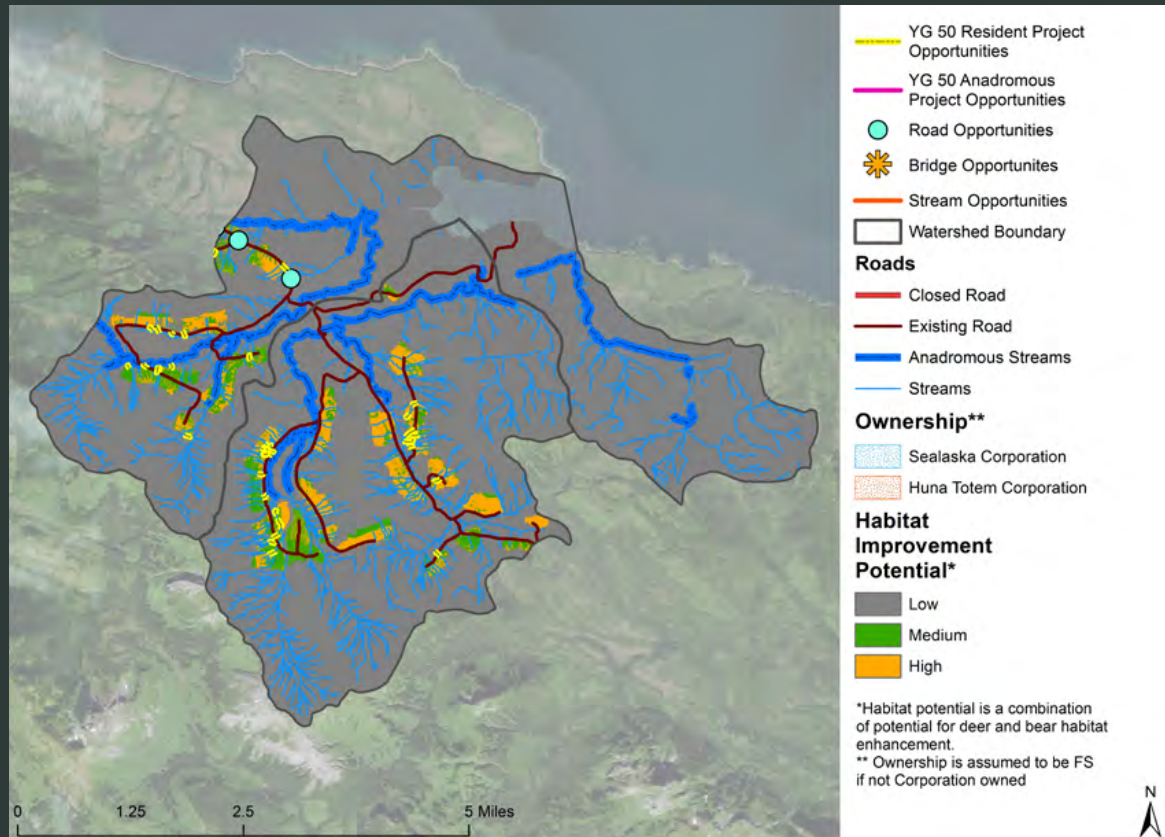 YG 50 Resident Project
Opportunities
YG 50 Anadromous
Project Opportunities
Road Opportunities
Bridge Opportunites
Stream Opportunities
Watershed Boundary
Roads
Closed Road
Existing Road
Anadromous Streams
Streams
Ownership**
Sealaska Corporation
Huna Totem Corporation
Habitat
Improvement
Potential*
Low
Medium
High
*Habitat potential is a combination
of potential for deer and bear habitat
enhancement.
** Ownership is assumed to be FS
if not Corporation owned
N
0 1.25 2.5 5 Miles